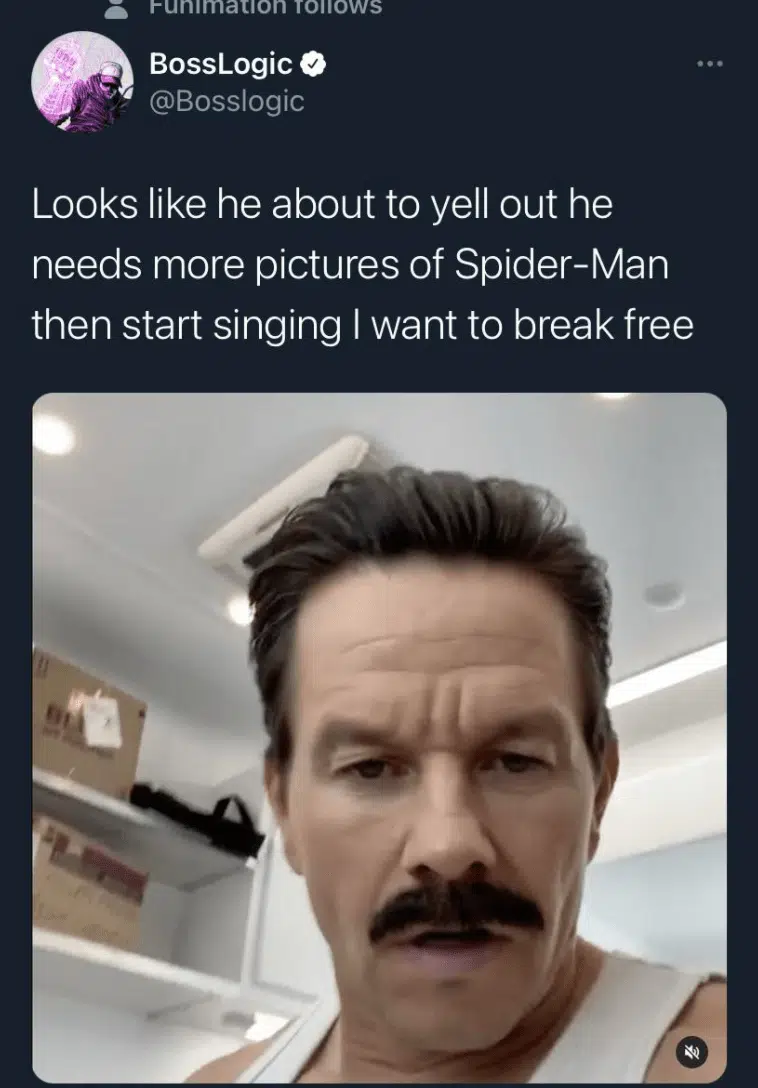 Funimation follows
BossLogic
@Bosslogic
Looks like he about to yell out he
needs more pictures of Spider-Man
then start singing I want to break free